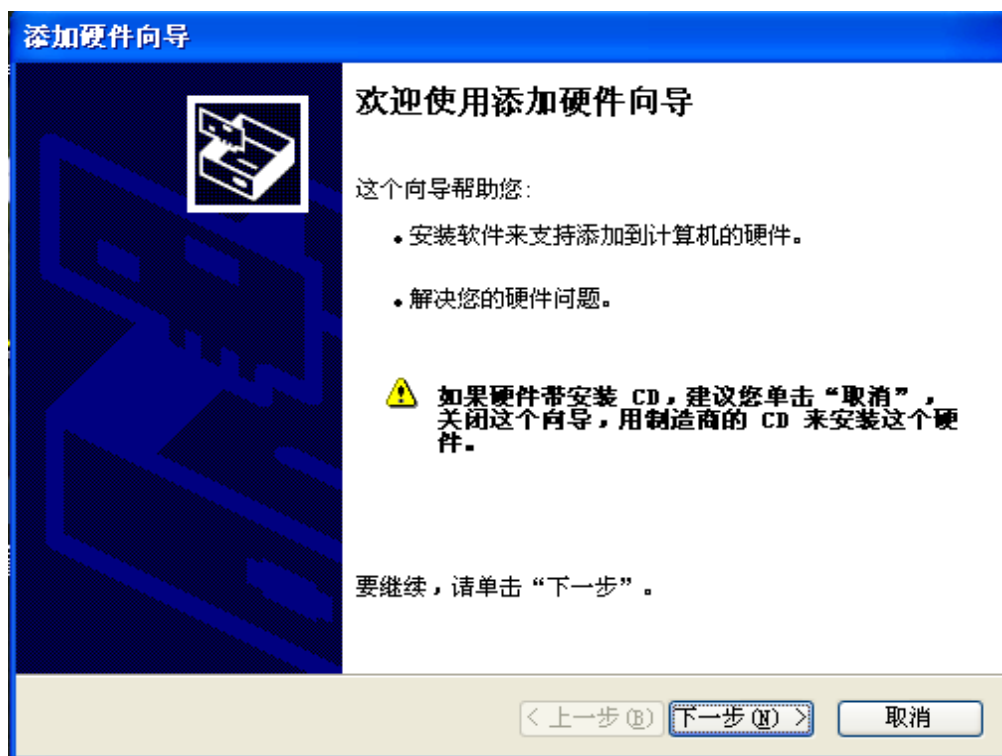 添加硬件向导
欢迎使用添加硬件向导
这个向导帮助您:
•安装软件来支持添加到计算机的硬件。
•解决您的硬件问题。
如果硬件带安装 CD，建议您单击“取消”，
关闭这个向导，用制造商的 CD 来安装这个硬
件。
要继续，请单击“下一步”。
< 上一步(B)
下一步(N) >
取消